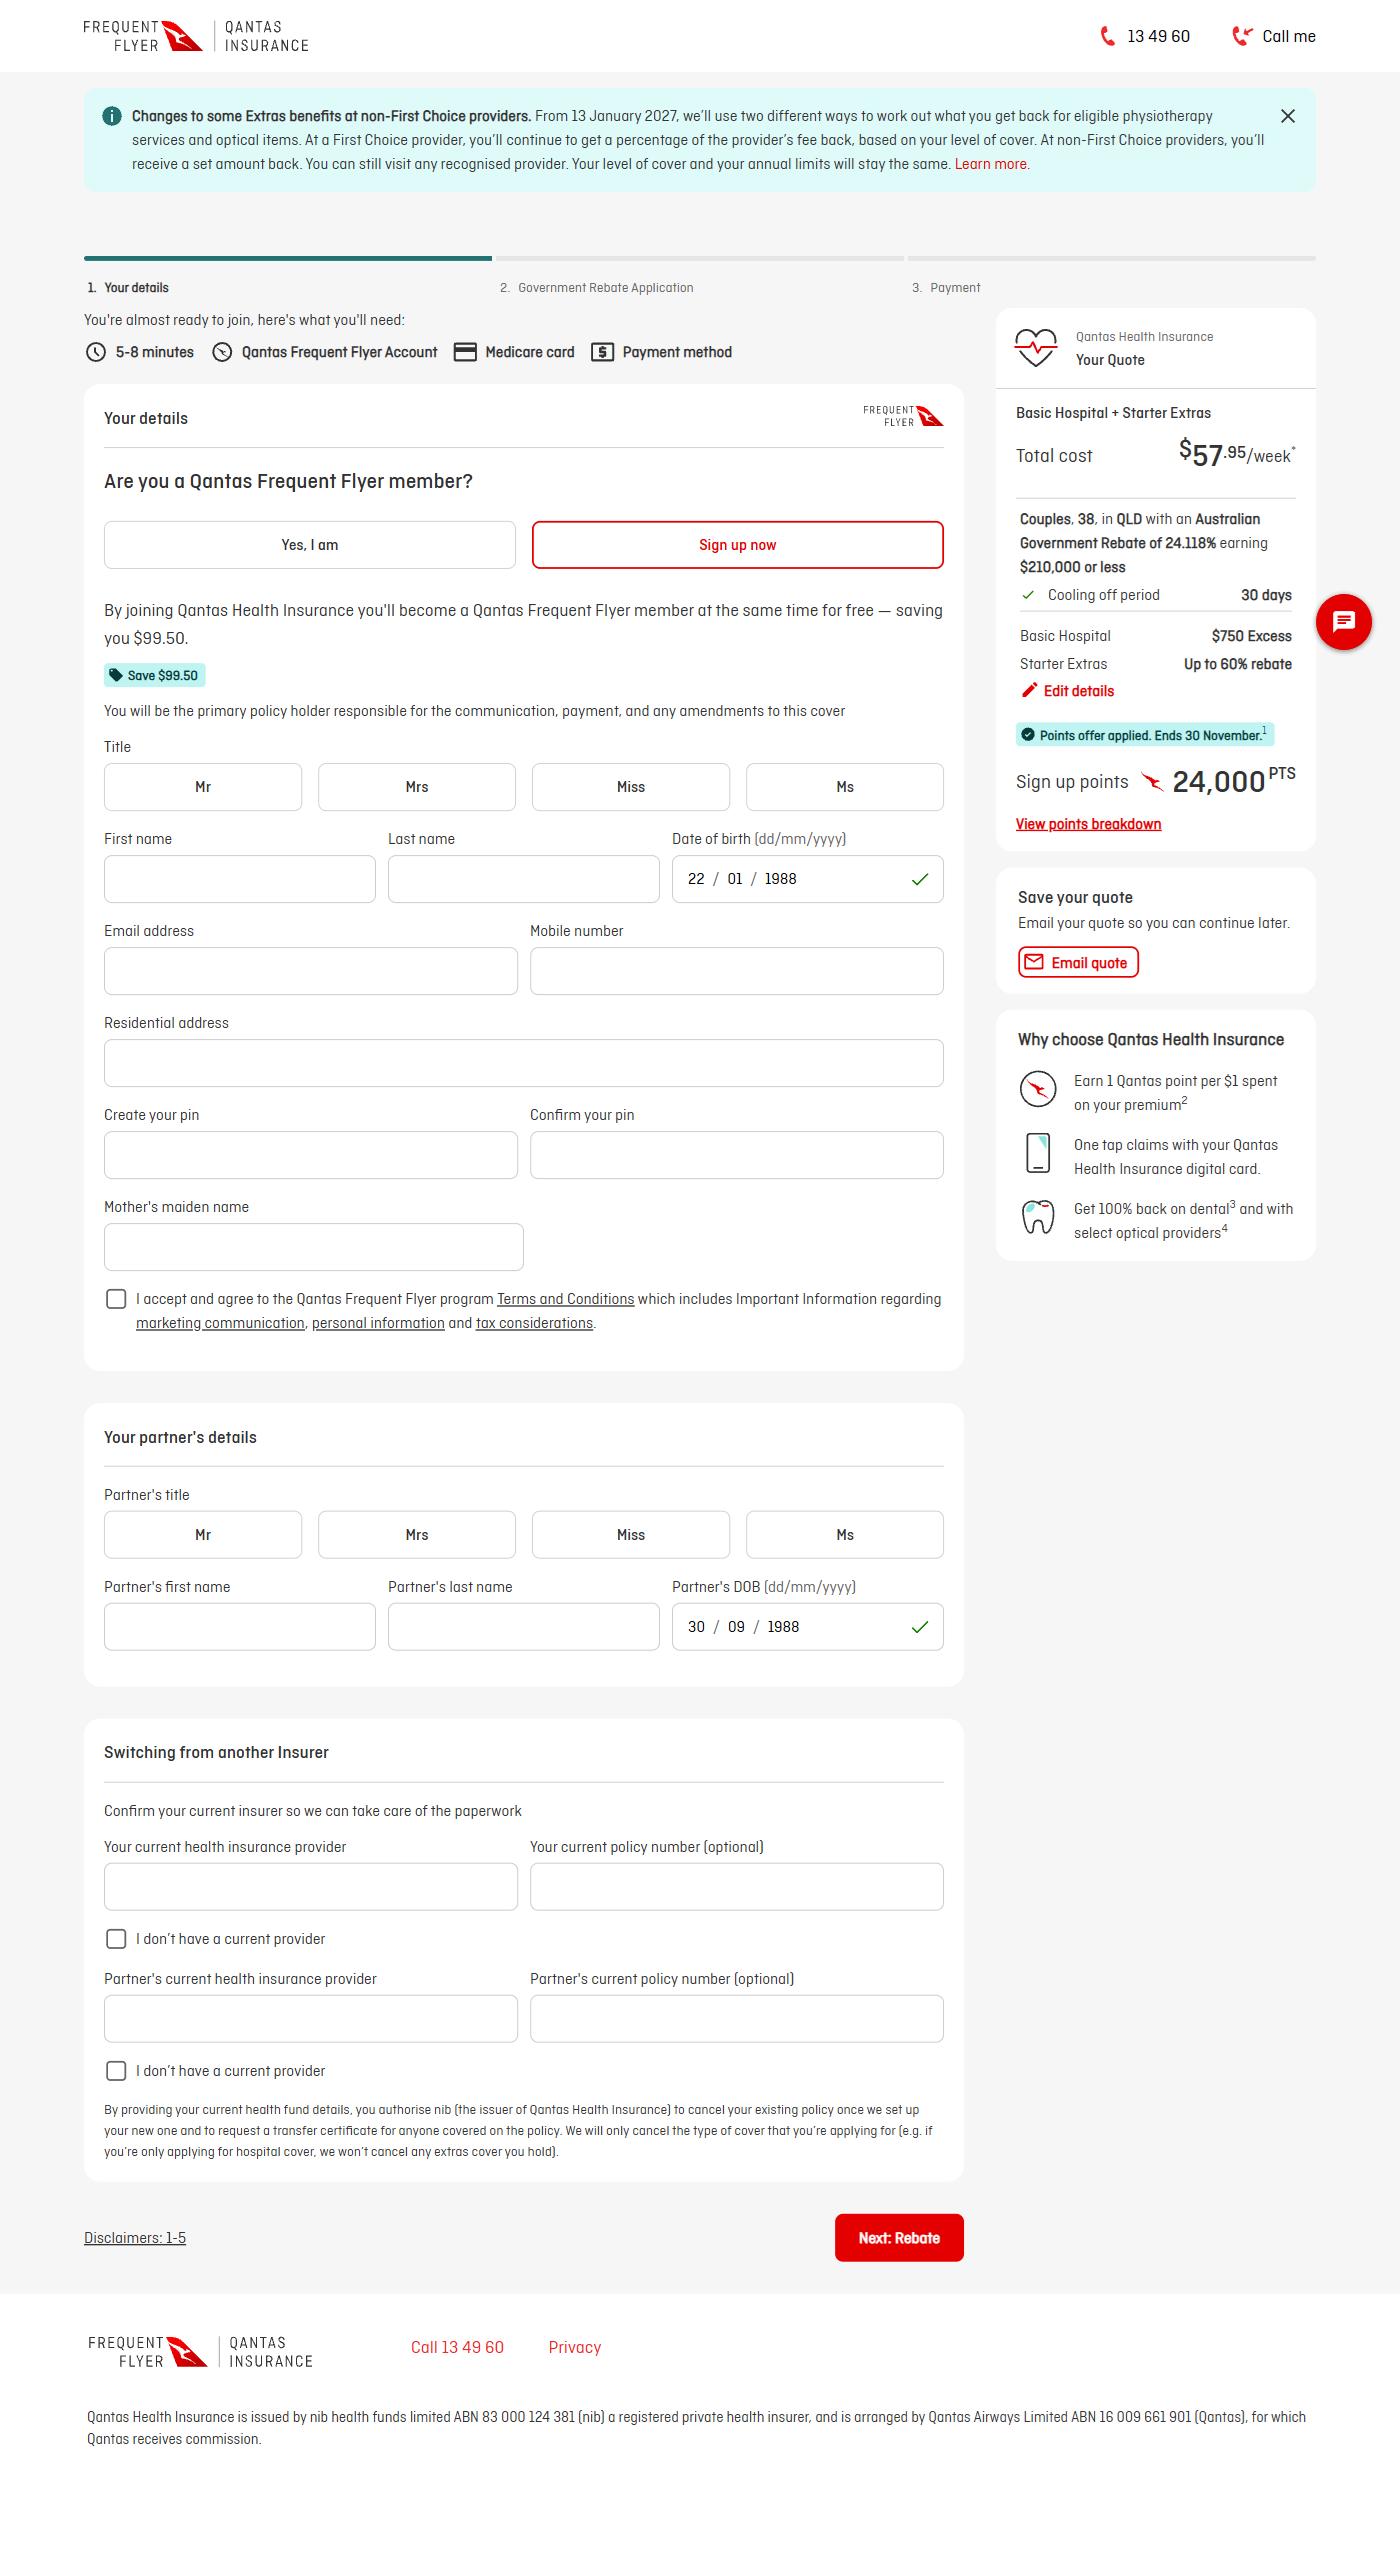 FREQUENT FLYER
QANTAS INSURANCE
13 49 60
Call me
Changes to some Extras benefits at non-First Choice providers. From 13 January 2027, we'll use two different ways to work out what you get back for eligible physiotherapy
services and optical items. At a First Choice provider, you'll continue to get a percentage of the provider's fee back, based on your level of cover. At non-First Choice providers, you'll
receive a set amount back. You can still visit any recognised provider. Your level of cover and your annual limits will stay the same. Learn more.
1. Your details
2. Government Rebate Application
3. Payment
You're almost ready to join, here's what you'll need:
5-8 minutes
Qantas Frequent Flyer Account
Medicare card
Payment method
Your details
FREQUENT FLYER
Are you a Qantas Frequent Flyer member?
Yes, I am
Sign up now
By joining Qantas Health Insurance you'll become a Qantas Frequent Flyer member at the same time for free — saving
you $99.50.
Save $99.50
You will be the primary policy holder responsible for the communication, payment, and any amendments to this cover
Title
Mr
Mrs
Miss
Ms
First name
Last name
Date of birth (dd/mm/yyyy)
22 / 01 / 1988
Email address
Mobile number
Residential address
Create your pin
Confirm your pin
Mother's maiden name
I accept and agree to the Qantas Frequent Flyer program Terms and Conditions which includes Important Information regarding
marketing communication, personal information and tax considerations.
Your partner's details
Partner's title
Mr
Mrs
Miss
Ms
Partner's first name
Partner's last name
Partner's DOB (dd/mm/yyyy)
30 / 09 / 1988
Switching from another Insurer
Confirm your current insurer so we can take care of the paperwork
Your current health insurance provider
Your current policy number (optional)
I don't have a current provider
Partner's current health insurance provider
Partner's current policy number (optional)
I don't have a current provider
By providing your current health fund details, you authorise nib (the issuer of Qantas Health Insurance) to cancel your existing policy once we set up
your new one and to request a transfer certificate for anyone covered on the policy. We will only cancel the type of cover that you're applying for (e.g. if
you're only applying for hospital cover, we won't cancel any extras cover you hold).
Disclaimers: 1-5
Next: Rebate
Qantas Health Insurance
Your Quote
Basic Hospital + Starter Extras
Total cost
$57.95/week*
Couples, 38, in QLD with an Australian
Government Rebate of 24.118% earning
$210,000 or less
Cooling off period
30 days
Basic Hospital
$750 Excess
Starter Extras
Up to 60% rebate
Edit details
Points offer applied. Ends 30 November.1
Sign up points
24,000 PTS
View points breakdown
Save your quote
Email your quote so you can continue later.
Email quote
Why choose Qantas Health Insurance
Earn 1 Qantas point per $1 spent
on your premium2
One tap claims with your Qantas
Health Insurance digital card.
Get 100% back on dental3 and with
select optical providers4
FREQUENT FLYER
QANTAS INSURANCE
Call 13 49 60
Privacy
Qantas Health Insurance is issued by nib health funds limited ABN 83 000 124 381 (nib) a registered private health insurer, and is arranged by Qantas Airways Limited ABN 16 009 661 901 (Qantas), for which
Qantas receives commission.